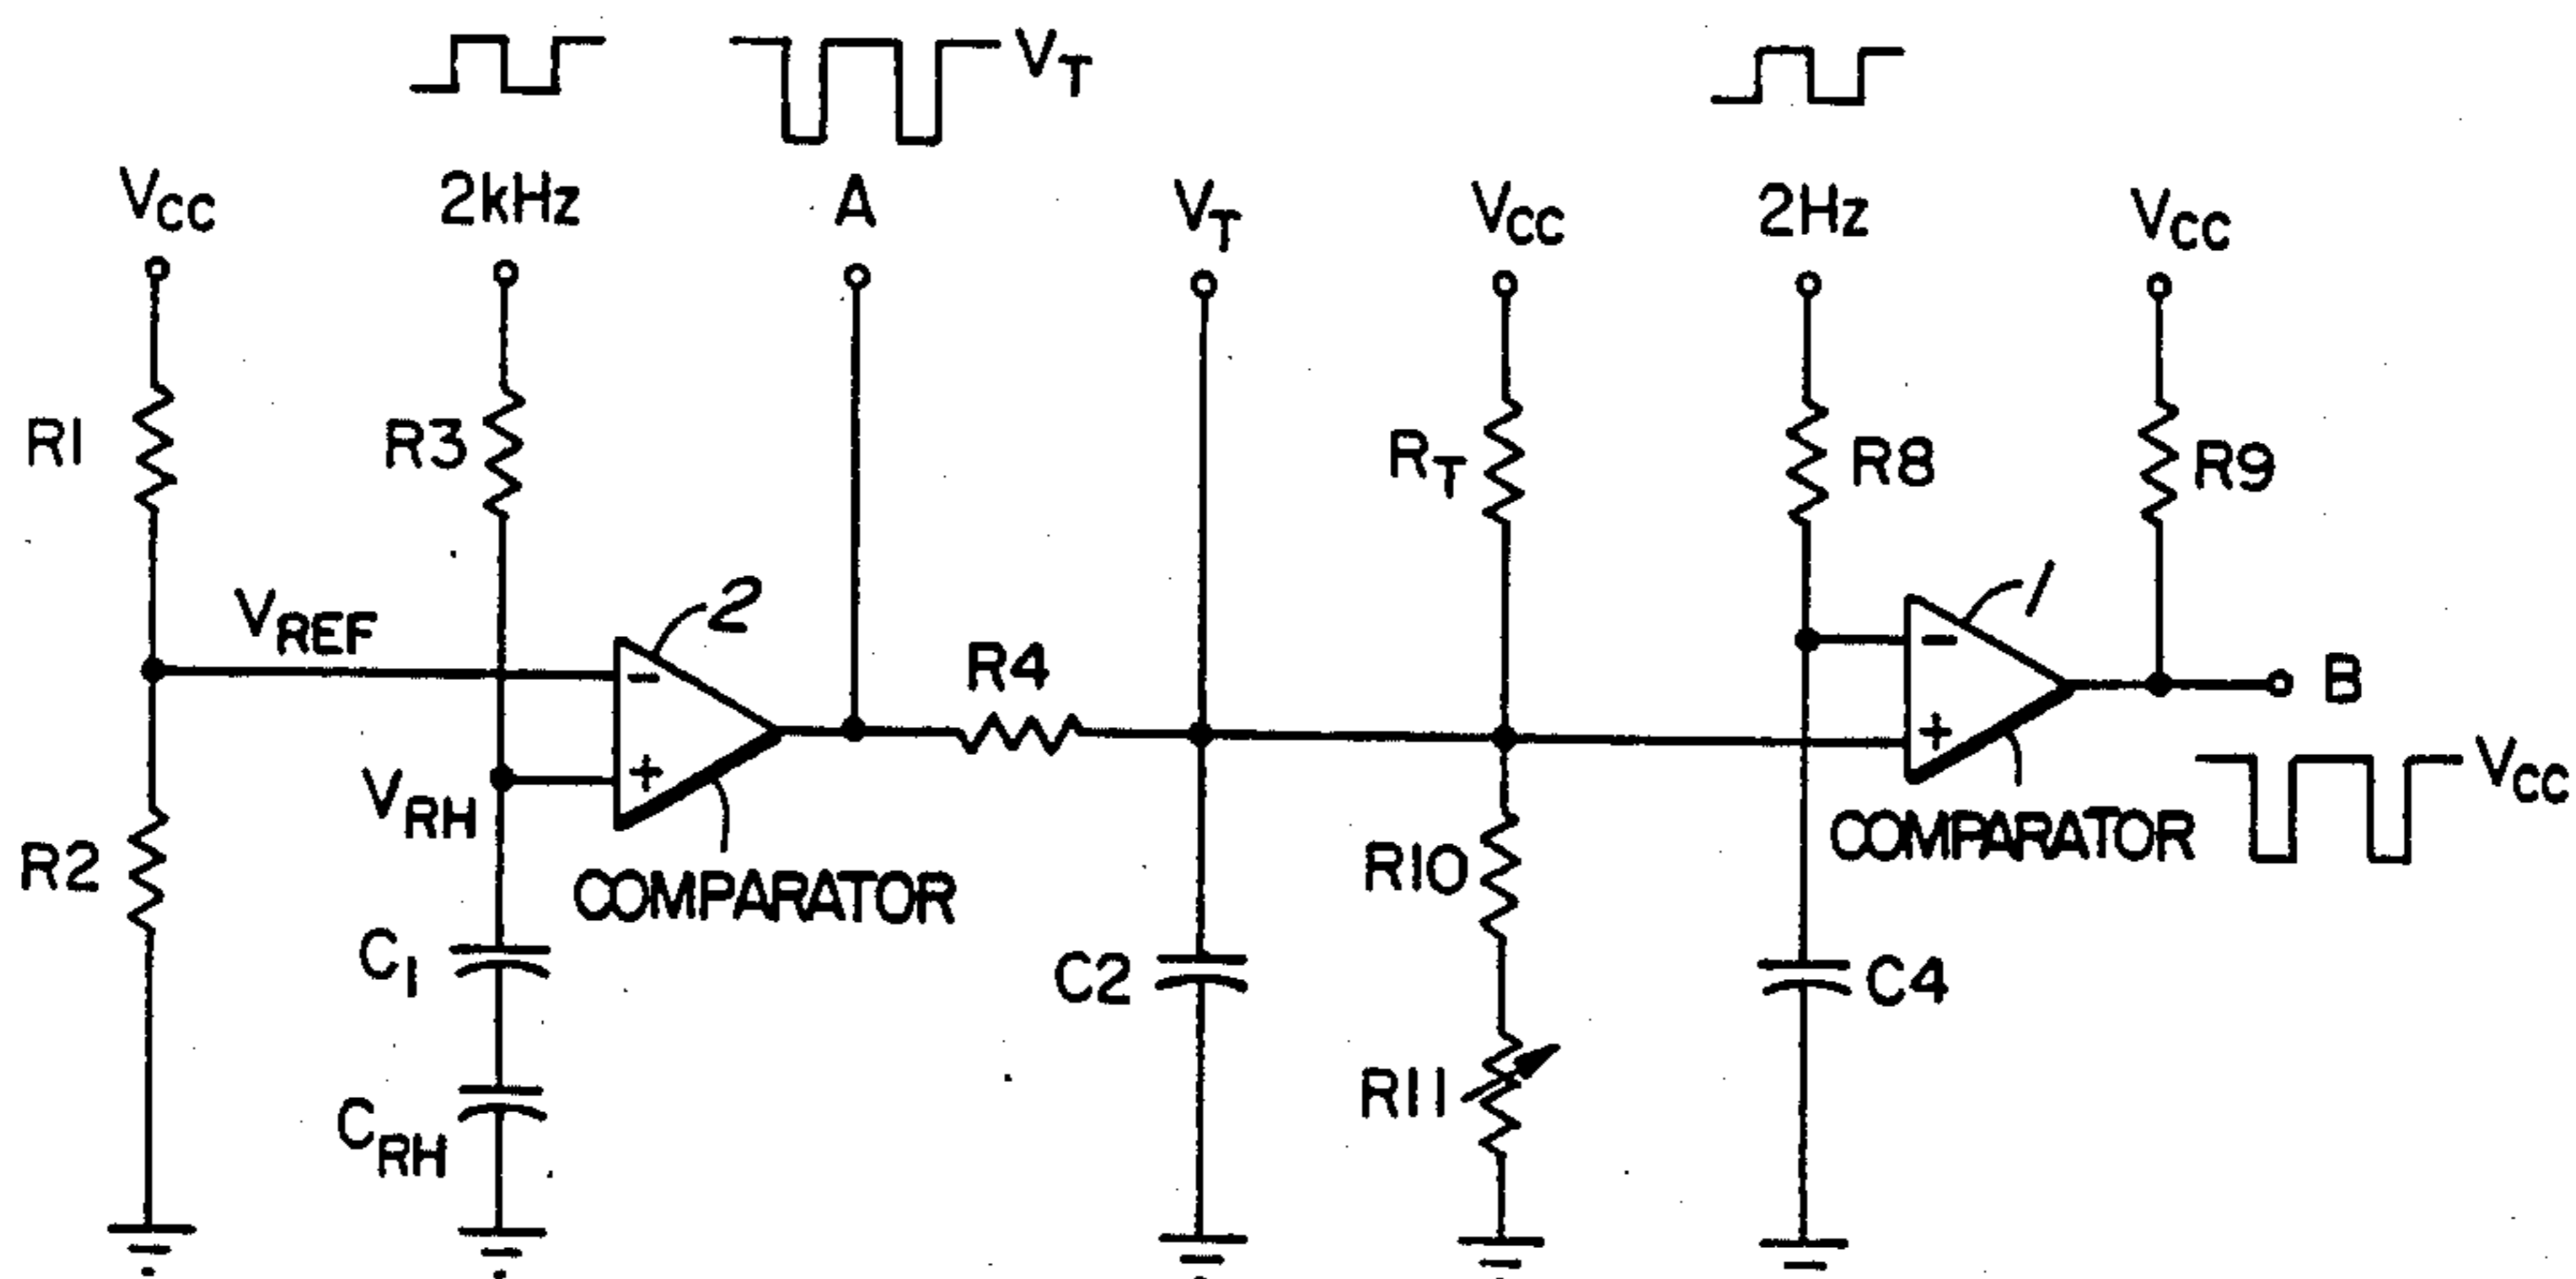 V_T
V_CC
2kHz
A
V_T
V_CC
2Hz
V_CC
R1
R3
R_T
R8
R9
V_REF
2
R4
1
B
V_RH
COMPARATOR
R2
C_1
C_RH
C2
R10
R11
C4
COMPARATOR
V_CC